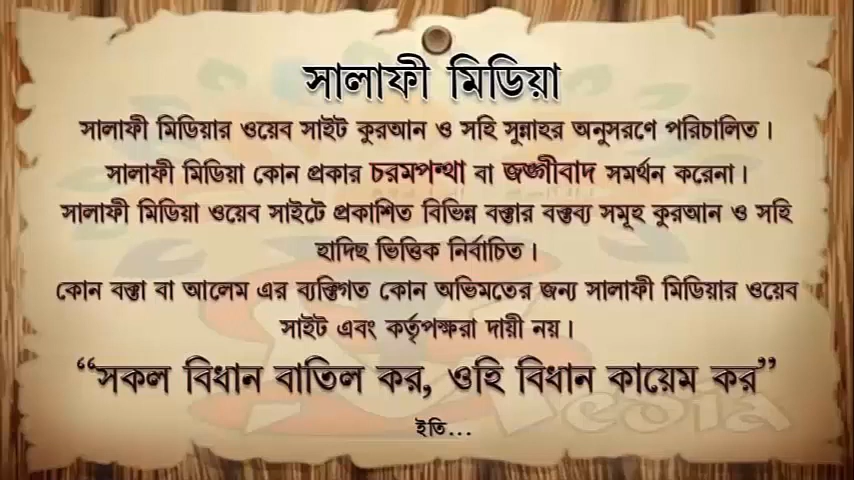 সালাফী মিডিয়া
সালাফী মিডিয়ার ওয়েব সাইট কুরআন ও সহি সুন্নাহর অনুসরণে পরিচালিত।
সালাফী মিডিয়া কোন প্রকার চরমপন্থা বা জঙ্গীবাদ সমর্থন করেনা।
সালাফী মিডিয়া ওয়েব সাইটে প্রকাশিত বিভিন্ন বক্তার বক্তব্য সমূহ কুরআন ও সহি
হাদিছ ভিত্তিক নির্বাচিত।
কোন বক্তা বা আলেম এর ব্যক্তিগত কোন অভিমতের জন্য সালাফী মিডিয়ার ওয়েব
সাইট এবং কর্তৃপক্ষরা দায়ী নয়।
“সকল বিধান বাতিল কর, ওহি বিধান কায়েম কর”
ইতি...